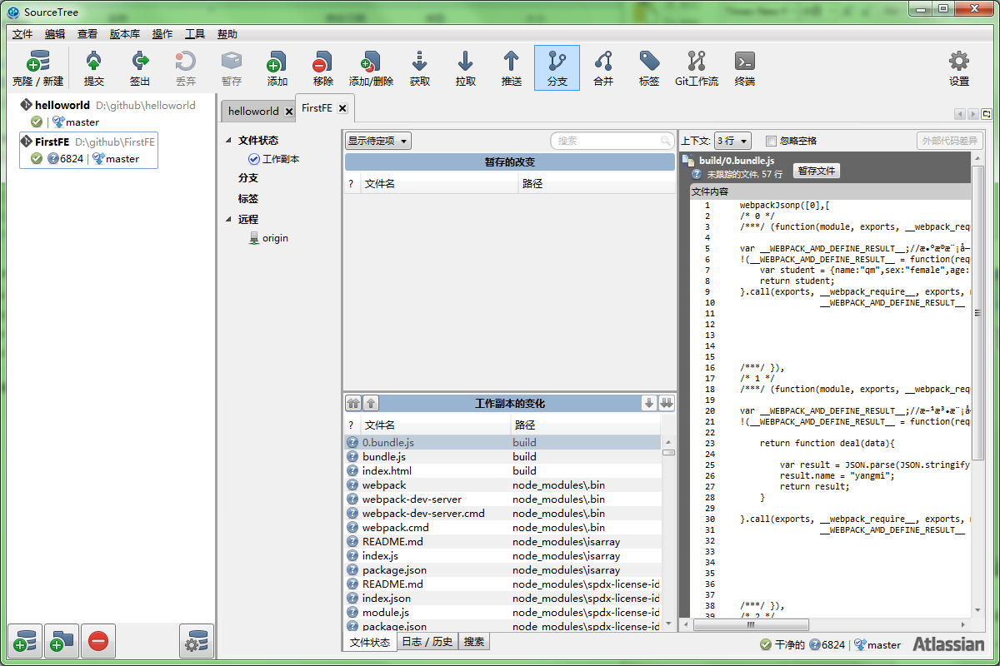 SourceTree
文件 编辑 查看 版本库 操作 工具 帮助
克隆 / 新建 提交 签出 丢弃 暂存 添加 移除 添加/删除 获取 拉取 推送 分支 合并 标签 Git工作流 终端 设置
helloworld D:\github\helloworld
master
FirstFE D:\github\FirstFE
6824 master
helloworld FirstFE
文件状态
工作副本
分支
标签
远程
origin
显示待定项 搜索
暂存的改变
? 文件名 路径
工作副本的变化
? 文件名 路径
0.bundle.js build
bundle.js build
index.html build
webpack node_modules\.bin
webpack-dev-server node_modules\.bin
webpack-dev-server.cmd node_modules\.bin
webpack.cmd node_modules\.bin
README.md node_modules\isarray
index.js node_modules\isarray
package.json node_modules\isarray
README.md node_modules\spdx-license-id
index.json node_modules\spdx-license-id
module.js node_modules\spdx-license-id
package.json node_modules\spdx-license-id
文件状态 日志 / 历史 搜索
上下文: 3 行 忽略空格 外部代码差异
build/0.bundle.js
未跟踪的文件, 57 行 暂存文件
文件内容
1 webpackJsonp([0],[
2 /* 0 */
3 /***/ (function(module, exports, __webpack_requ
4
5 var __WEBPACK_AMD_DEFINE_RESULT__;//
6 !(__WEBPACK_AMD_DEFINE_RESULT__ = function(requ
7 var student = {name:"qm",sex:"female",age:
8 return student;
9 }.call(exports, __webpack_require__, exports,
10 __WEBPACK_AMD_DEFINE_RESULT__
11
12
13
14
15
16 /***/ }),
17 /* 1 */
18 /***/ (function(module, exports, __webpack_requ
19
20 var __WEBPACK_AMD_DEFINE_RESULT__;//
21 !(__WEBPACK_AMD_DEFINE_RESULT__ = function(requ
22
23 return function deal(data){
24
25 var result = JSON.parse(JSON.stringify
26 result.name = "yangmi";
27 return result;
28 }
29
30 }.call(exports, __webpack_require__, exports,
31 __WEBPACK_AMD_DEFINE_RESULT__
32
33
34
35
36
37
38 /***/ }),
39 /* 2 */
干净的 6824 master Atlassian